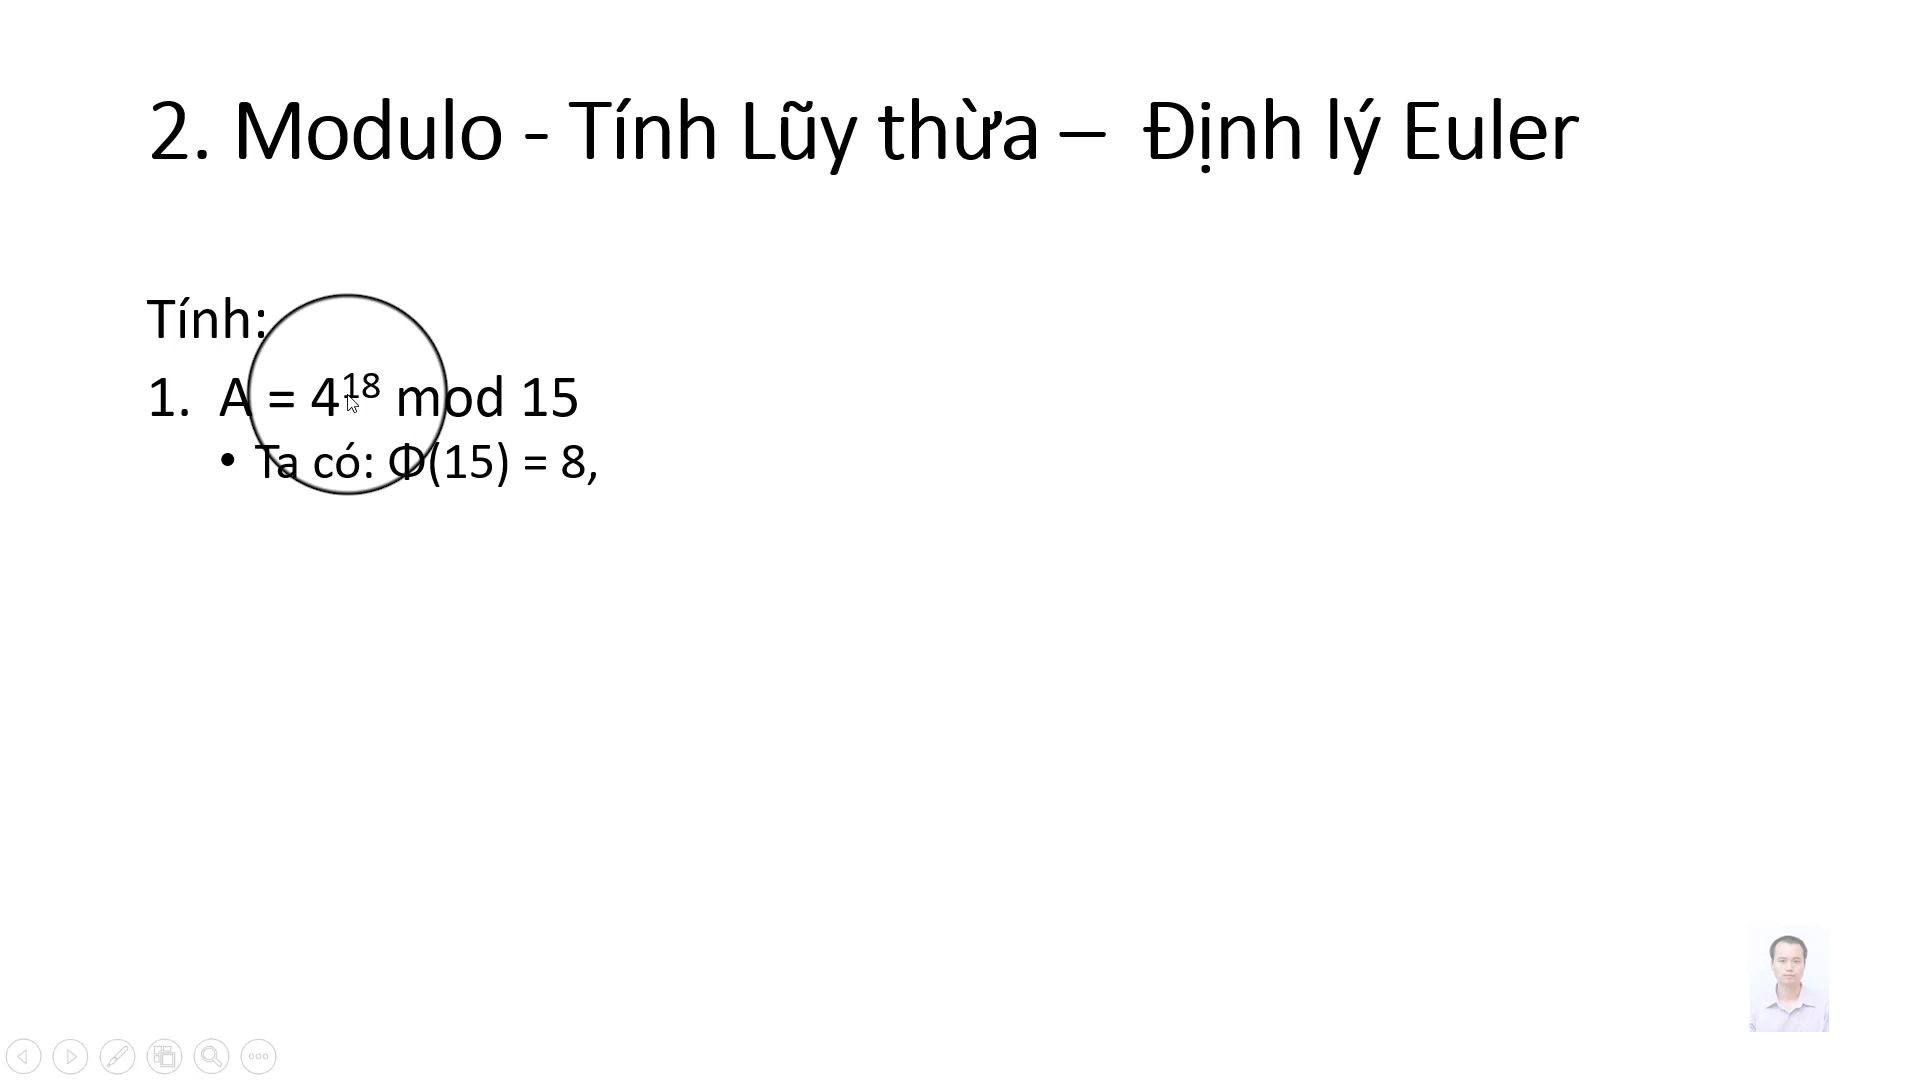 2. Modulo - Tính Lũy thừa – Định lý Euler
Tính:
1. A = 4¹⁸ mod 15
• Ta có: Φ(15) = 8,